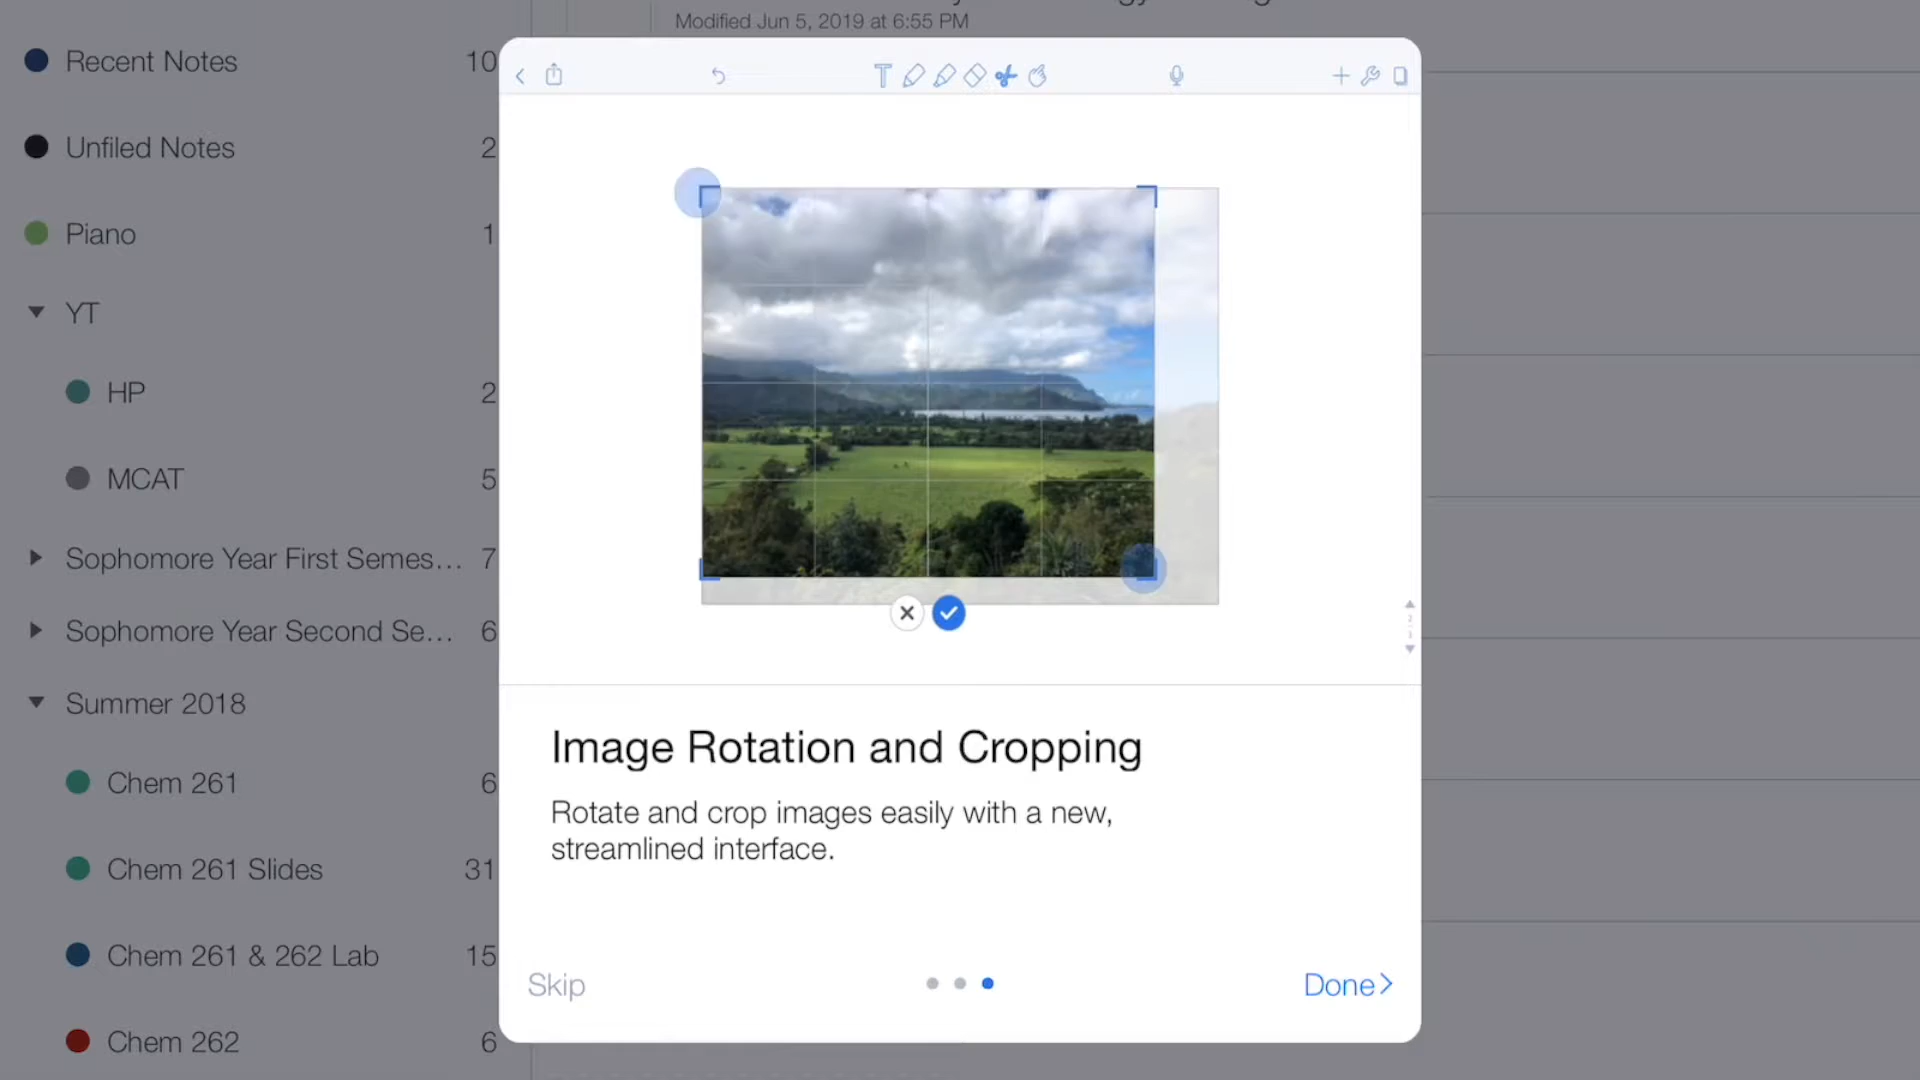 Modified Jun 5, 2019 at 6:55 PM
Recent Notes 10
Unfiled Notes 2
Piano 1
YT
HP 2
MCAT 5
Sophomore Year First Semes... 7
Sophomore Year Second Se... 6
Summer 2018
Chem 261 6
Chem 261 Slides 31
Chem 261 & 262 Lab 15
Chem 262 6
T
Image Rotation and Cropping
Rotate and crop images easily with a new,
streamlined interface.
Skip
Done